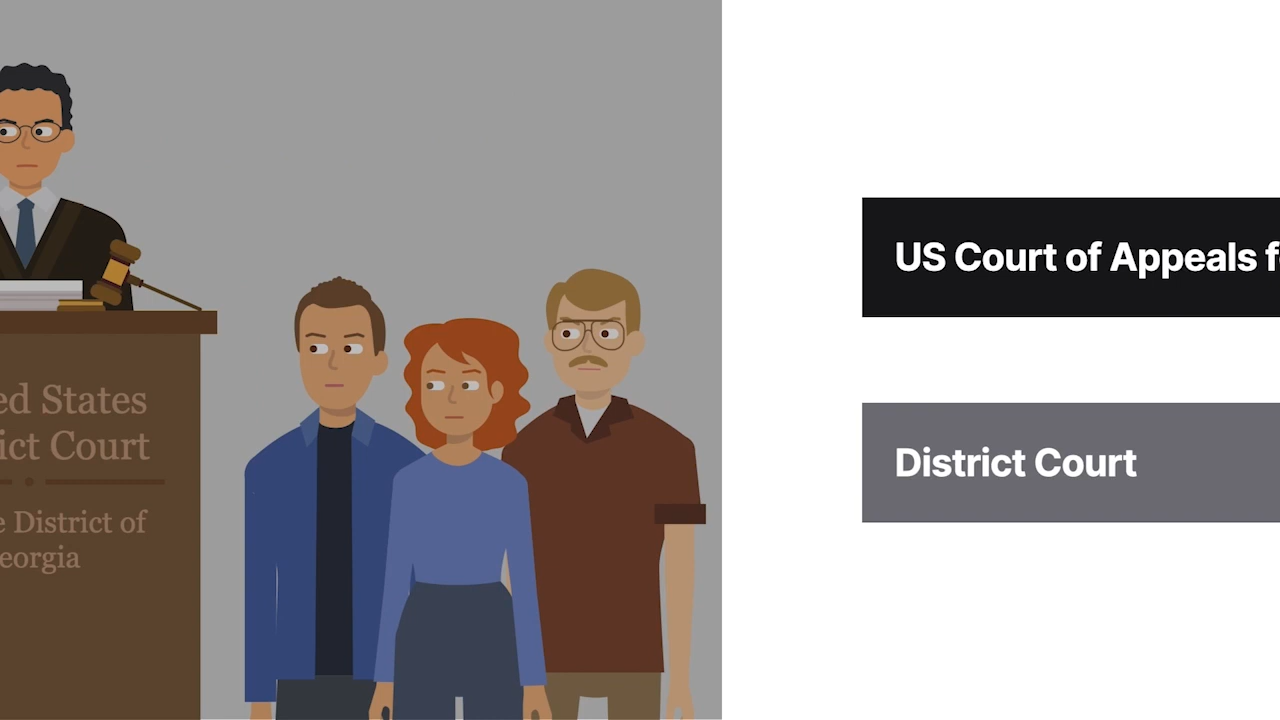 ed States
ict Court
e District of
eorgia
US Court of Appeals f
District Court